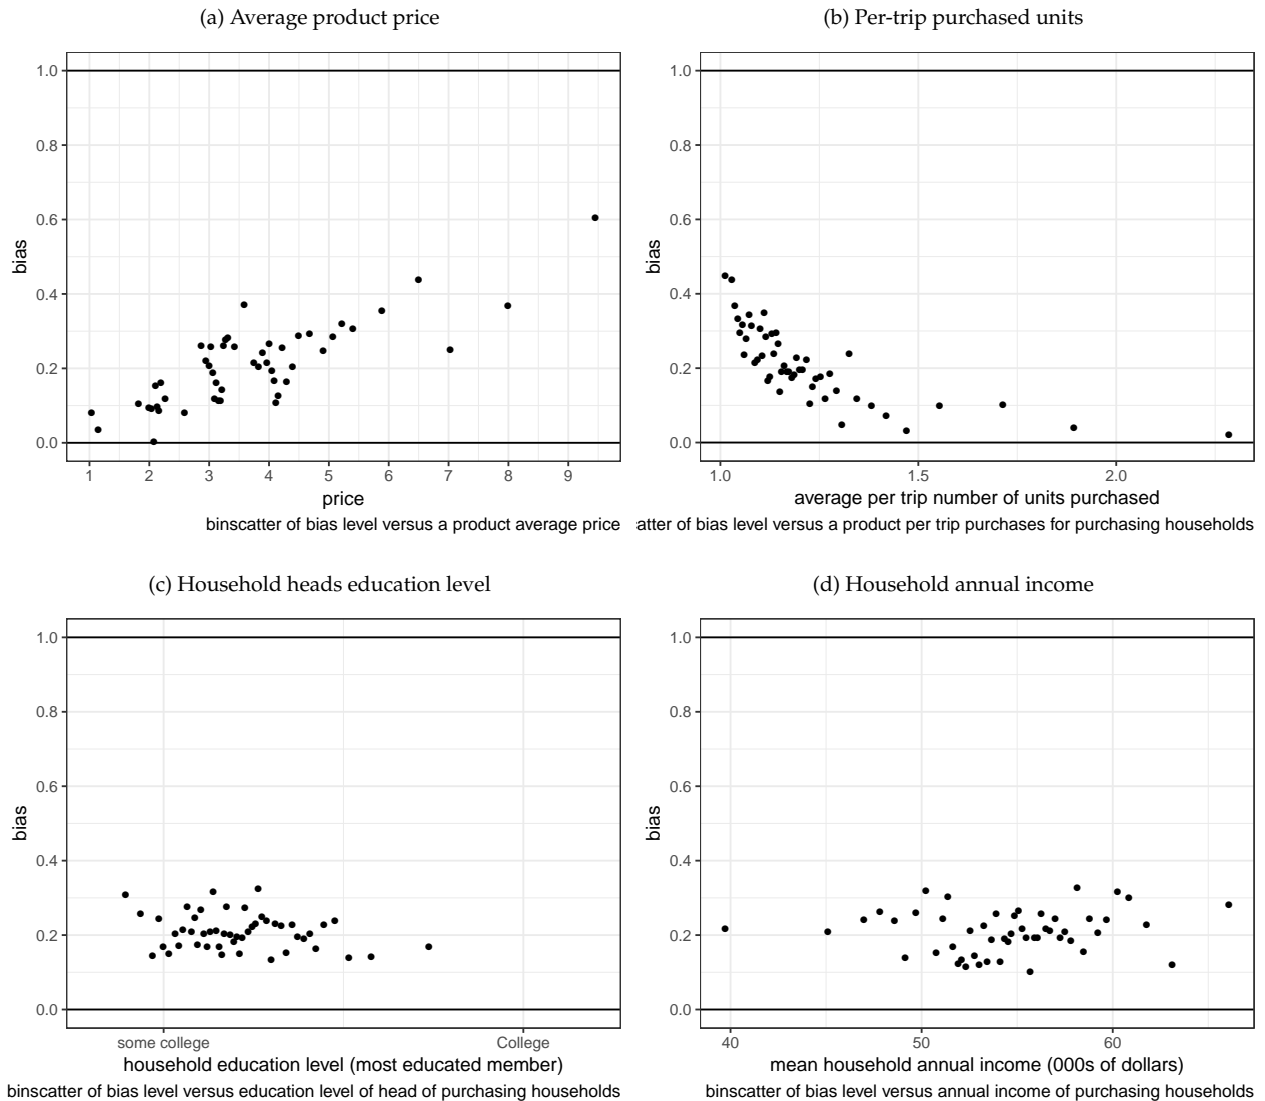 (a) Average product price
1.0
0.8
0.6
0.4
0.2
0.0
bias
1 2 3 4 5 6 7 8 9
price
binscatter of bias level versus a product average price
(b) Per-trip purchased units
1.0
0.8
0.6
0.4
0.2
0.0
bias
1.0 1.5 2.0
average per trip number of units purchased
of bias level versus a product per trip purchases for purchasing households
(c) Household heads education level
1.0
0.8
0.6
0.4
0.2
0.0
bias
some college College
household education level (most educated member)
binscatter of bias level versus education level of head of purchasing households
(d) Household annual income
1.0
0.8
0.6
0.4
0.2
0.0
bias
40 50 60
mean household annual income (000s of dollars)
binscatter of bias level versus annual income of purchasing households